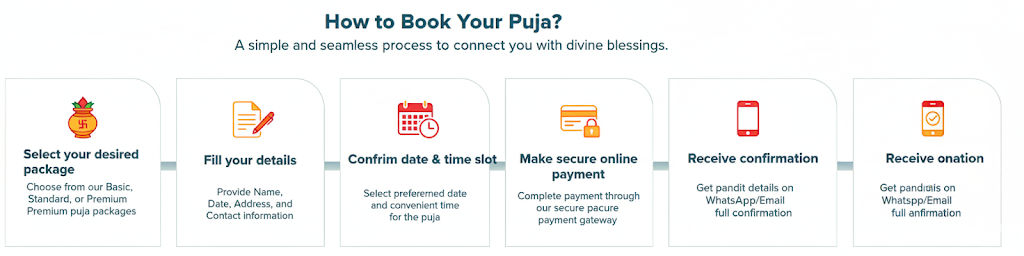 How to Book Your Puja?
A simple and seamless process to connect you with divine blessings.
Select your desired
package
Choose from our Basic,
Standard, or Premium
Premium puja packages
Fill your details
Provide Name,
Date, Address, and
Contact information
Confrim date & time slot
Select preferemed date
and convenient time
for the puja
Make secure online
payment
Complete payment through
our secure pacure
payment gateway
Receive confirmation
Get pandit details on
WhatsApp/Email
full confirmation
Receive onation
Get on
Whatspp/Email
full anfirmation